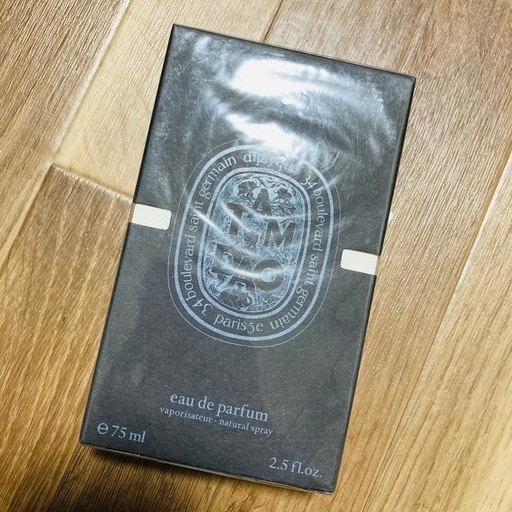 34 boulevard saint germain diptyque 34 boulevard saint germain
paris5e
TAM
DAO
eau de parfum
vaporisateur - natural spray
e 75 ml
2.5 fl.oz.